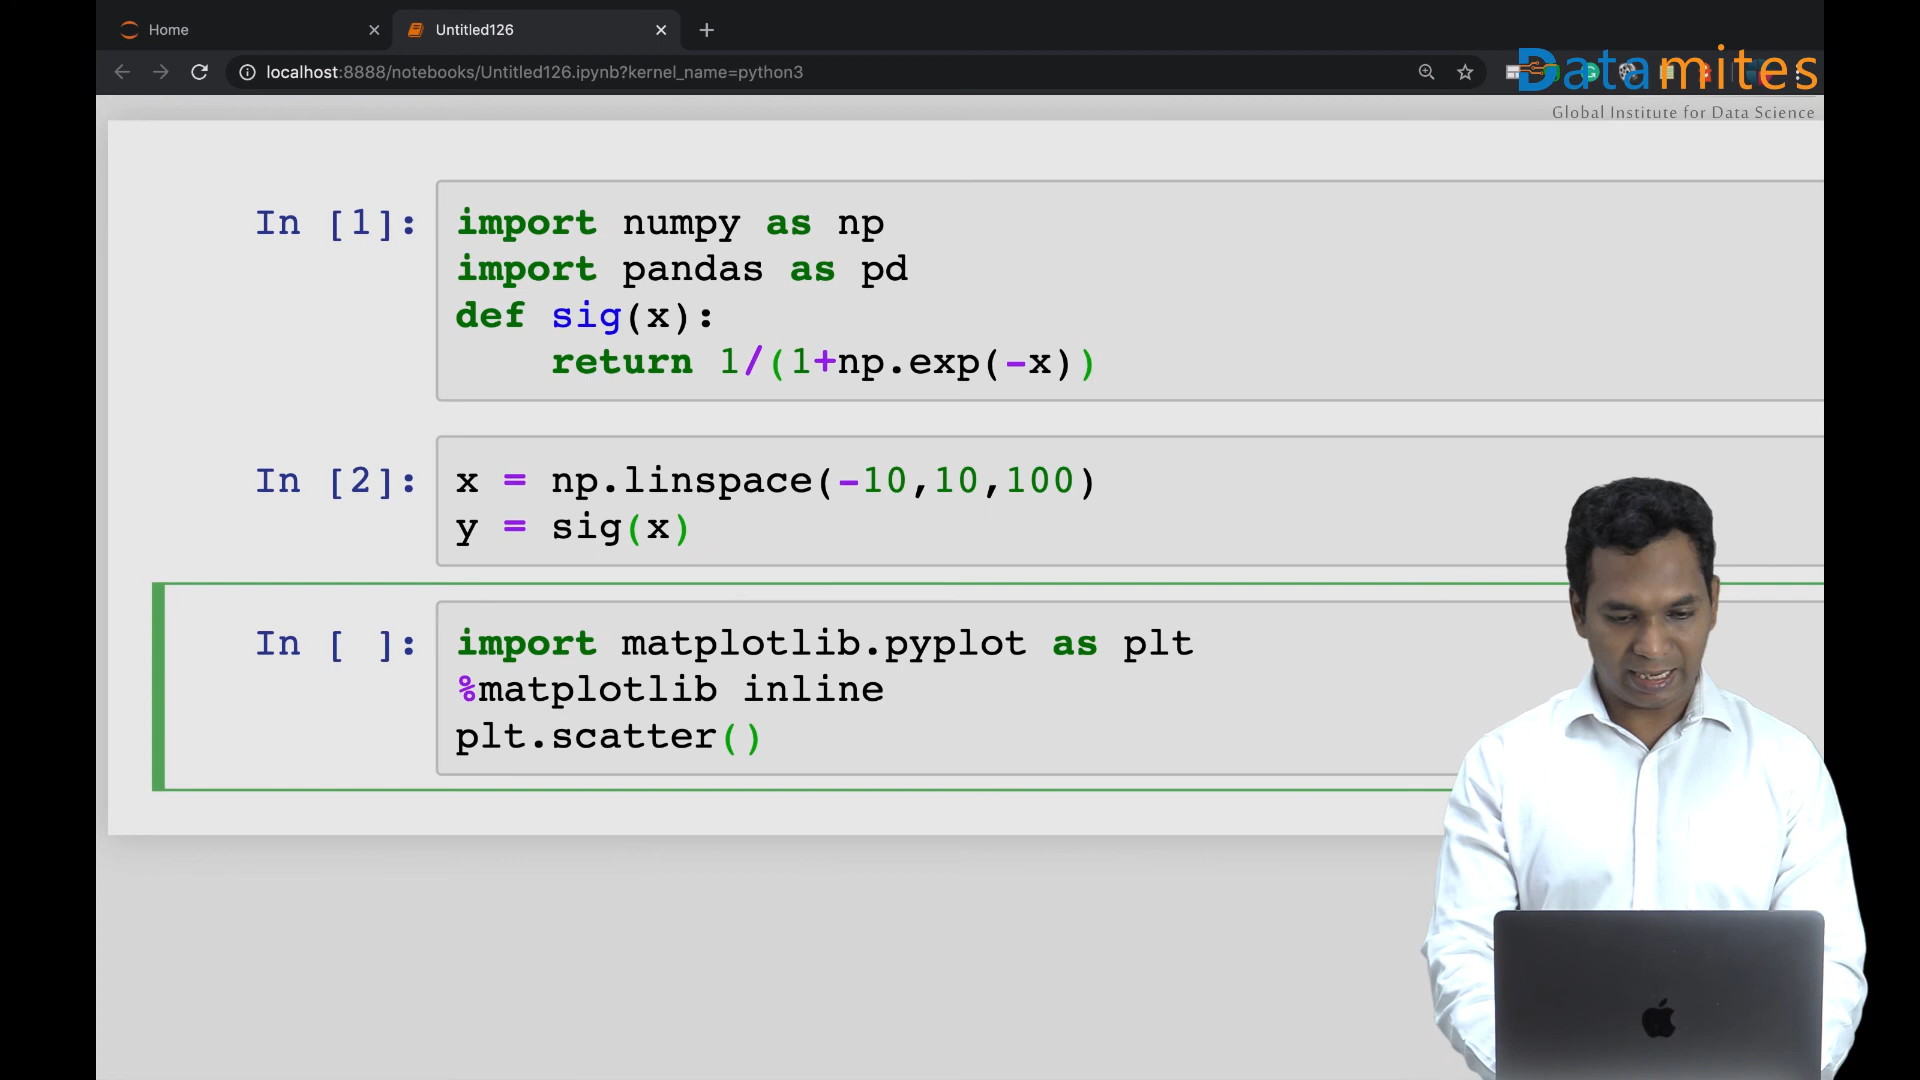 Home
Untitled126
localhost:8888/notebooks/Untitled126.ipynb?kernel_name=python3
Datamites
Global Institute for Data Science
In [1]:
import numpy as np
import pandas as pd
def sig(x):
    return 1/(1+np.exp(-x))
In [2]:
x = np.linspace(-10,10,100)
y = sig(x)
In [ ]:
import matplotlib.pyplot as plt
%matplotlib inline
plt.scatter()